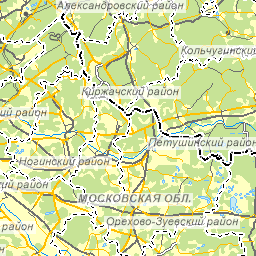 Александровский район
Кольчугинский
Киржачский район
район
Петушинский район
Ногинский район
район
МОСКОВСКАЯ ОБЛ.
Орехово-Зуевский район